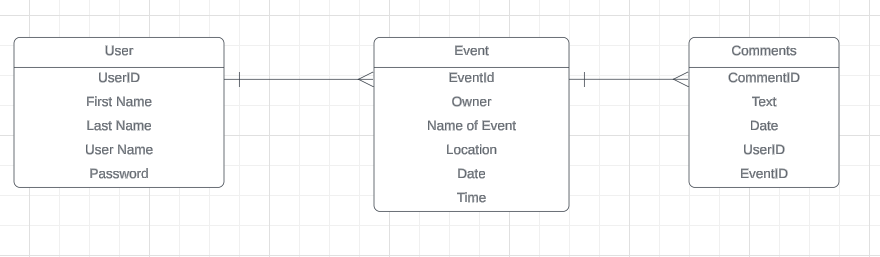 User
UserID
First Name
Last Name
User Name
Password
Event
EventId
Owner
Name of Event
Location
Date
Time
Comments
CommentID
Text
Date
UserID
EventID